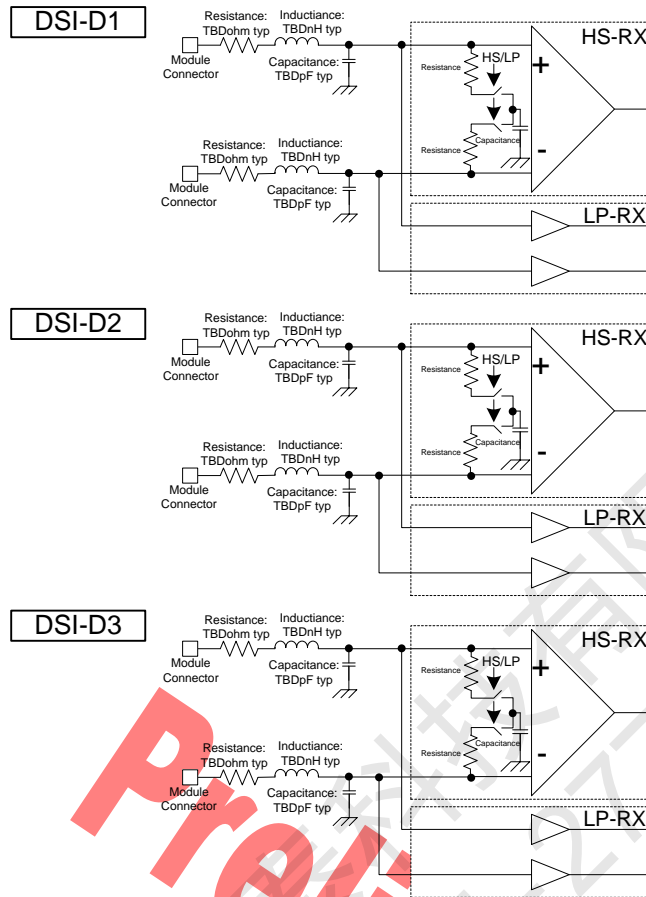 DSI-D1
Resistance:
TBDohm typ
Inductiance:
TBDnH typ
Capacitance:
TBDpF typ
Module
Connector
HS/LP
Resistance
Capacitance
Resistance
HS-RX
+
-
Resistance:
TBDohm typ
Inductiance:
TBDnH typ
Capacitance:
TBDpF typ
Module
Connector
LP-RX
DSI-D2
Resistance:
TBDohm typ
Inductiance:
TBDnH typ
Capacitance:
TBDpF typ
Module
Connector
HS/LP
Resistance
Capacitance
Resistance
HS-RX
+
-
Resistance:
TBDohm typ
Inductiance:
TBDnH typ
Capacitance:
TBDpF typ
Module
Connector
LP-RX
DSI-D3
Resistance:
TBDohm typ
Inductiance:
TBDnH typ
Capacitance:
TBDpF typ
Module
Connector
HS/LP
Resistance
Capacitance
Resistance
HS-RX
+
-
Resistance:
TBDohm typ
Inductiance:
TBDnH typ
Capacitance:
TBDpF typ
Module
Connector
LP-RX
科技有
27